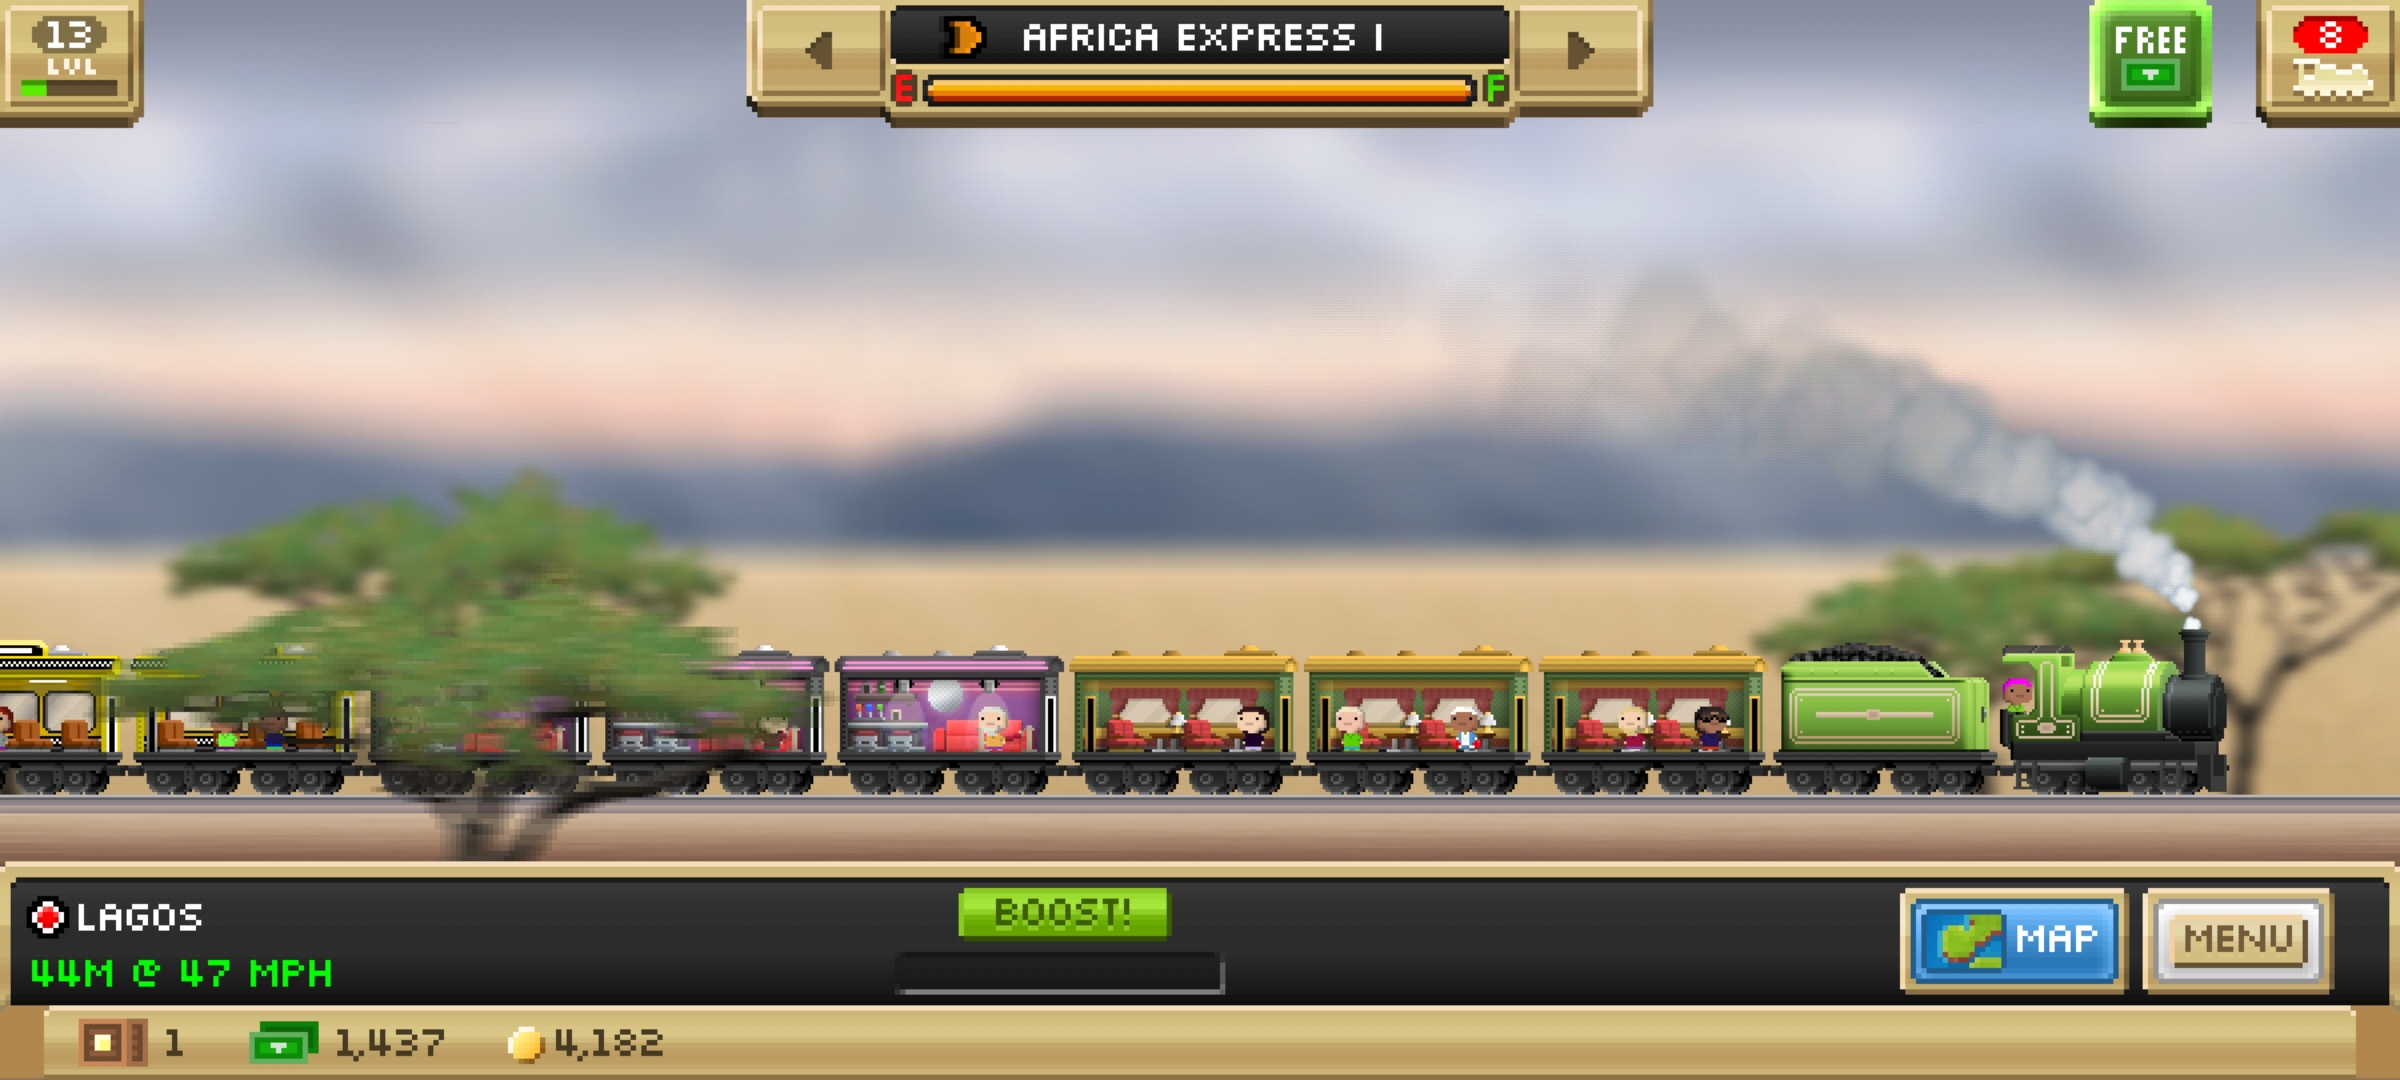 13
LVL
AFRICA EXPRESS I
E F
FREE
8
LAGOS
44M @ 47 MPH
BOOST!
MAP
MENU
1
1,437
4,182